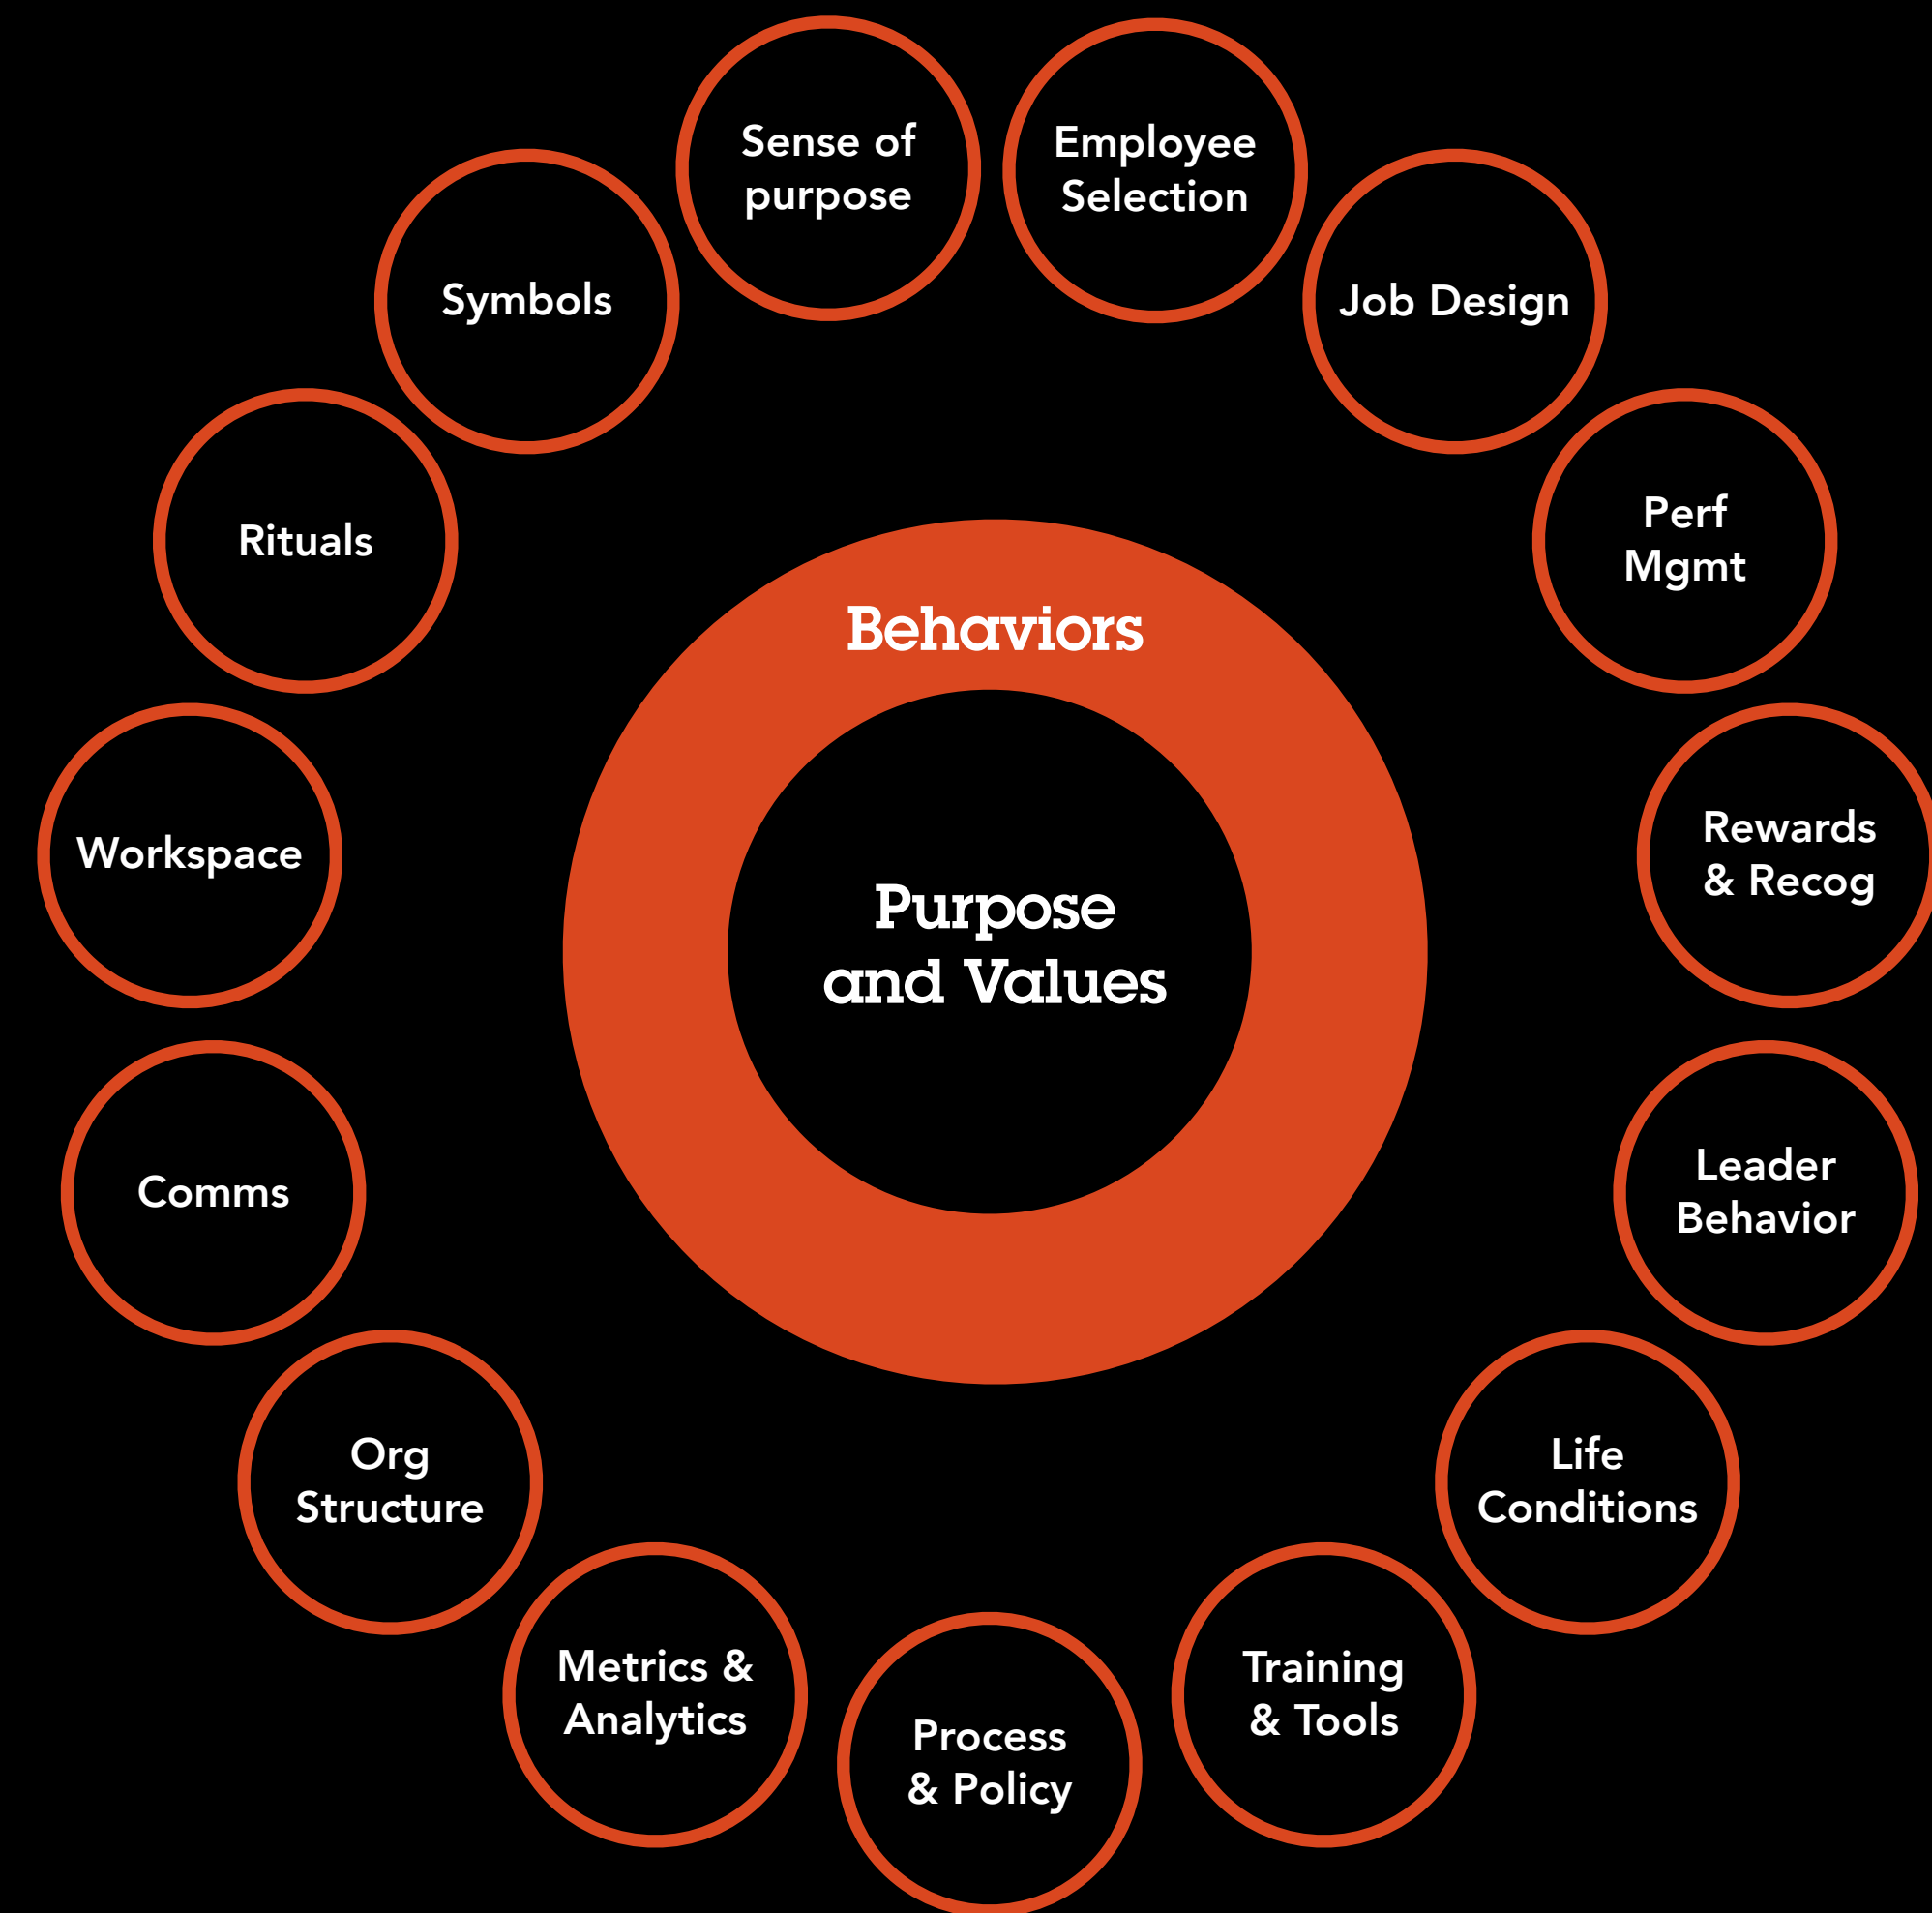 Sense of
purpose
Employee
Selection
Job Design
Perf
Mgmt
Rewards
& Recog
Leader
Behavior
Life
Conditions
Training
& Tools
Process
& Policy
Metrics &
Analytics
Org
Structure
Comms
Workspace
Rituals
Symbols
Behaviors
Purpose
and Values